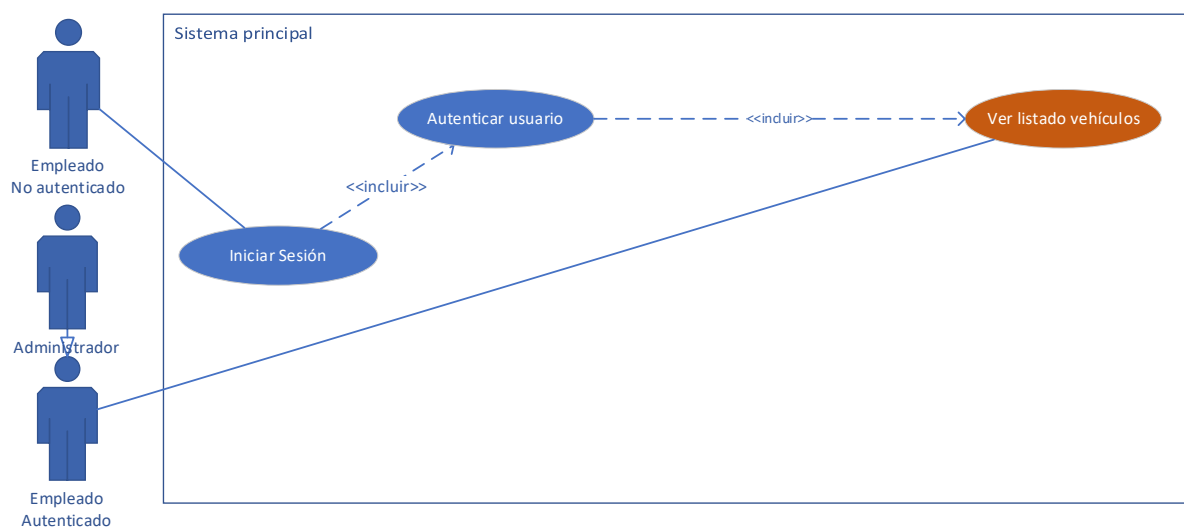 Sistema principal
Empleado
No autenticado
Autenticar usuario
<<incluir>>
Ver listado vehículos
<<incluir>>
Iniciar Sesión
Administrador
Empleado
Autenticado